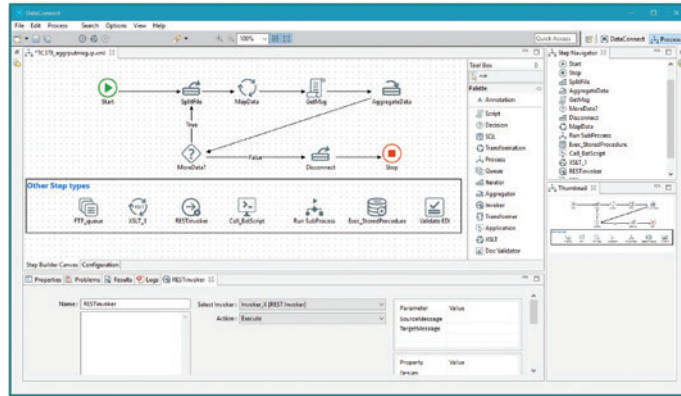 DataConnect
File Edit Process Search Options View Help
100%
Quick Access DataConnect Process
Start
SplitFile
MapData
GetMsg
AggregateData
True
MoreData?
False
Disconnect
Stop
Other Step types
FTP_queue
XSLT_1
RESTinvoker
Call_BatScript
Run SubProcess
Exec_StoredProcedure
Validate EDI
Step Builder Canvas Configuration
Tool Box
Palette
Annotation
Script
Decision
SQL
Transformation
Process
Queue
Iterator
Aggregator
Invoker
Transformer
Application
XSLT
Doc Validator
Step Navigator
Start
Stop
SplitFile
AggregateData
GetMsg
MoreData?
Disconnect
MapData
Run SubProcess
Exec_StoredProcedure
Call_BatScript
XSLT_1
RESTinvoker
Thumbnail
Properties Problems Results Logs RESTinvoker
Name: RESTinvoker
Select Invoker: Invoker_X [REST Invoker]
Action: Execute
Parameter Value
SourceMessage
TargetMessage
Property Value